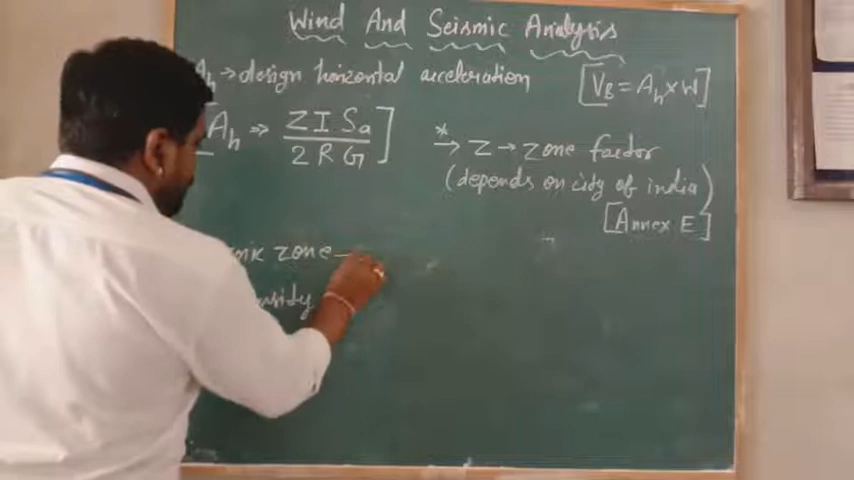 Wind And Seismic Analysis
Ah → design horizontal acceleration
[VB = Ah × W]
Ah ⇒ Z I Sa / 2 R G]
* → Z → zone factor
(depends on city of india)
[Annex E]
zone —